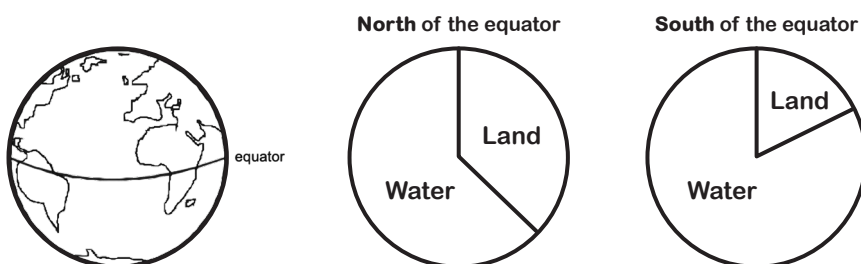 North of the equator
South of the equator
equator
Land
Water
Land
Water